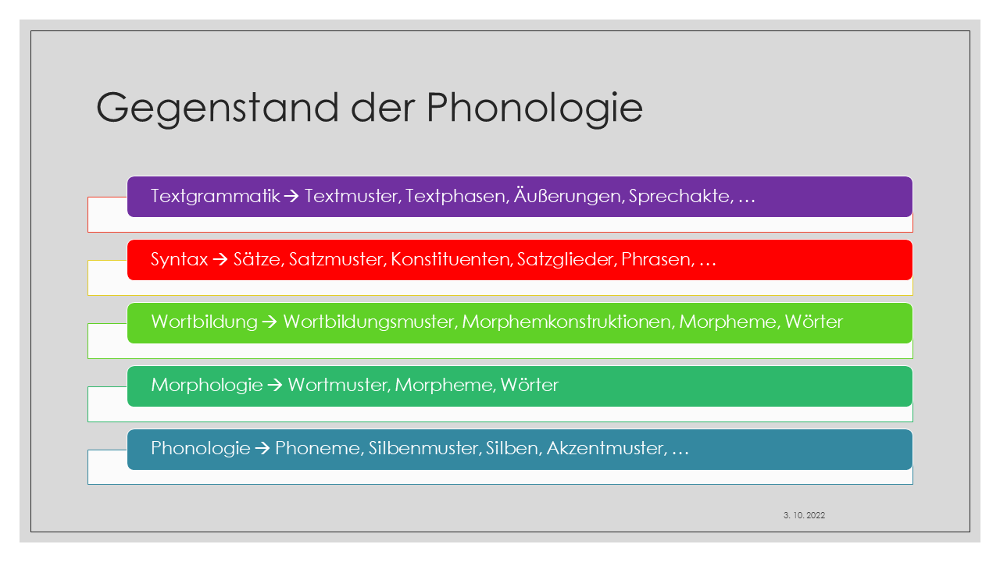 Gegenstand der Phonologie
Textgrammatik → Textmuster, Textphasen, Äußerungen, Sprechakte, …
Syntax → Sätze, Satzmuster, Konstituenten, Satzglieder, Phrasen, …
Wortbildung → Wortbildungsmuster, Morphemkonstruktionen, Morpheme, Wörter
Morphologie → Wortmuster, Morpheme, Wörter
Phonologie → Phoneme, Silbenmuster, Silben, Akzentmuster, …
3. 10. 2022